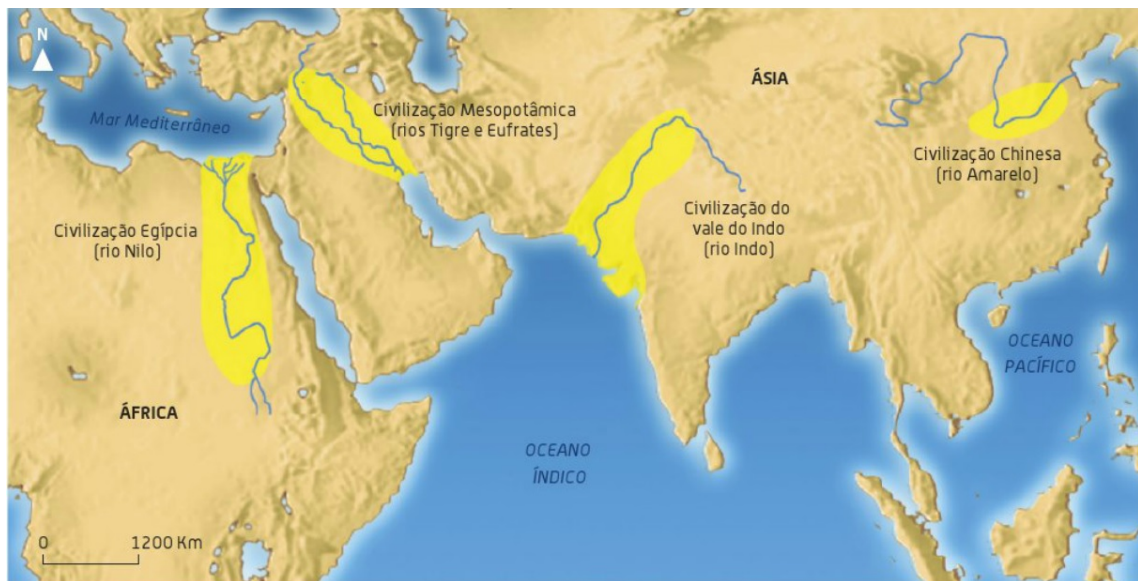 N
Mar Mediterrâneo
Civilização Mesopotâmica
(rios Tigre e Eufrates)
ÁSIA
Civilização Chinesa
(rio Amarelo)
Civilização Egípcia
(rio Nilo)
Civilização do
vale do Indo
(rio Indo)
OCEANO
PACÍFICO
ÁFRICA
OCEANO
ÍNDICO
0 1200 Km